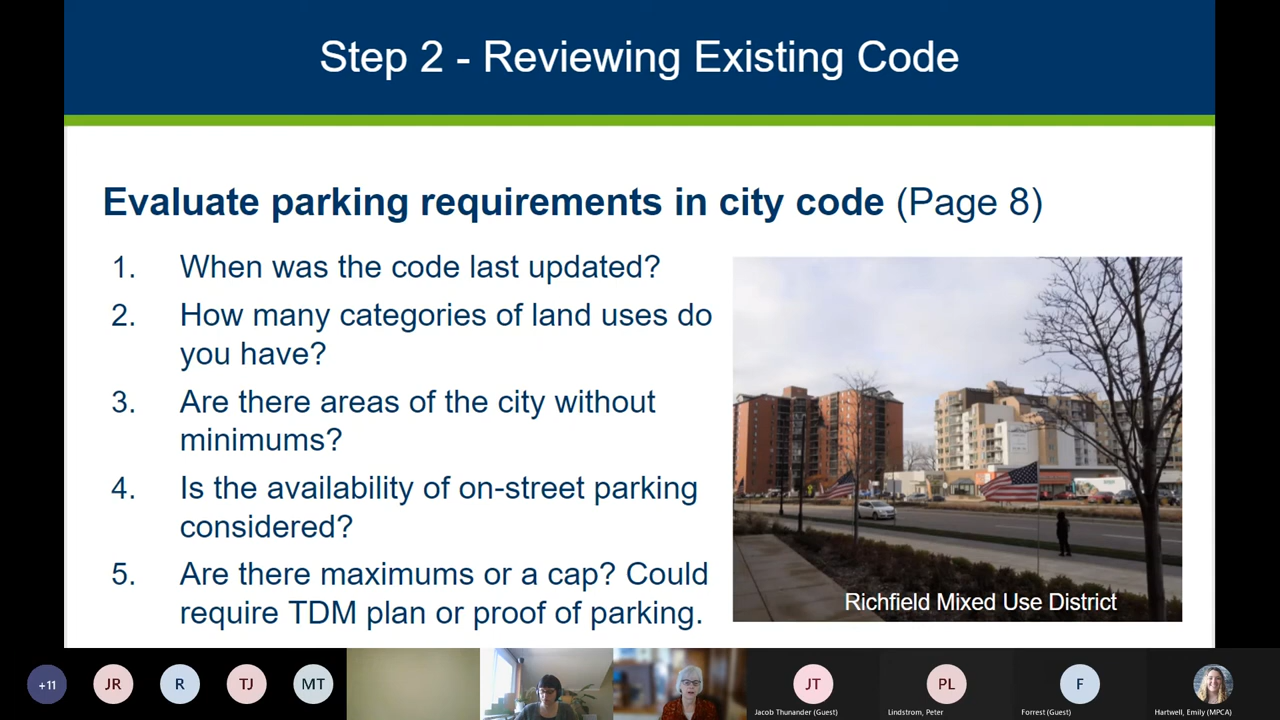 Step 2 - Reviewing Existing Code
Evaluate parking requirements in city code (Page 8)
1. When was the code last updated?
2. How many categories of land uses do
you have?
3. Are there areas of the city without
minimums?
4. Is the availability of on-street parking
considered?
5. Are there maximums or a cap? Could
require TDM plan or proof of parking.
Richfield Mixed Use District
+11
JR
R
TJ
MT
JT
PL
F
Jacob Thunander (Guest)
Lindstrom, Peter
Forrest (Guest)
Hartwell, Emily (MPCA)